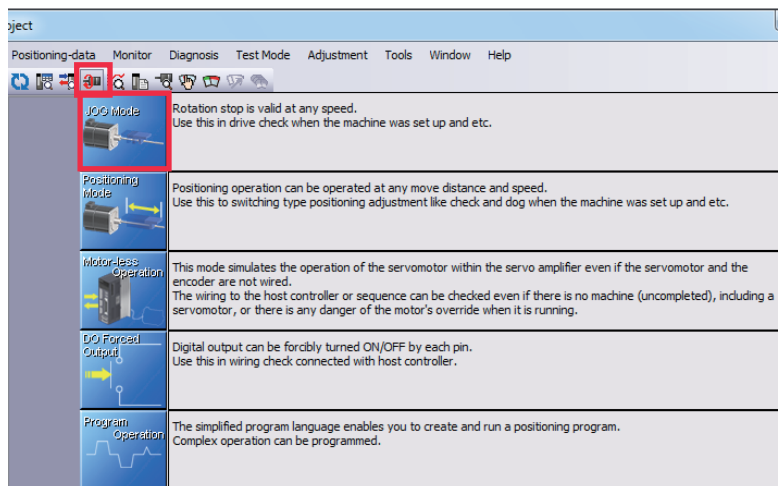 oject
Positioning-data Monitor Diagnosis Test Mode Adjustment Tools Window Help
JOG Mode
Rotation stop is valid at any speed.
Use this in drive check when the machine was set up and etc.
Positioning
Mode
Positioning operation can be operated at any move distance and speed.
Use this to switching type positioning adjustment like check and dog when the machine was set up and etc.
Motor-less
Operation
This mode simulates the operation of the servomotor within the servo amplifier even if the servomotor and the
encoder are not wired.
The wiring to the host controller or sequence can be checked even if there is no machine (uncompleted), including a
servomotor, or there is any danger of the motor's override when it is running.
DO Forced
Output
Digital output can be forcibly turned ON/OFF by each pin.
Use this in wiring check connected with host controller.
Program
Operation
The simplified program language enables you to create and run a positioning program.
Complex operation can be programmed.